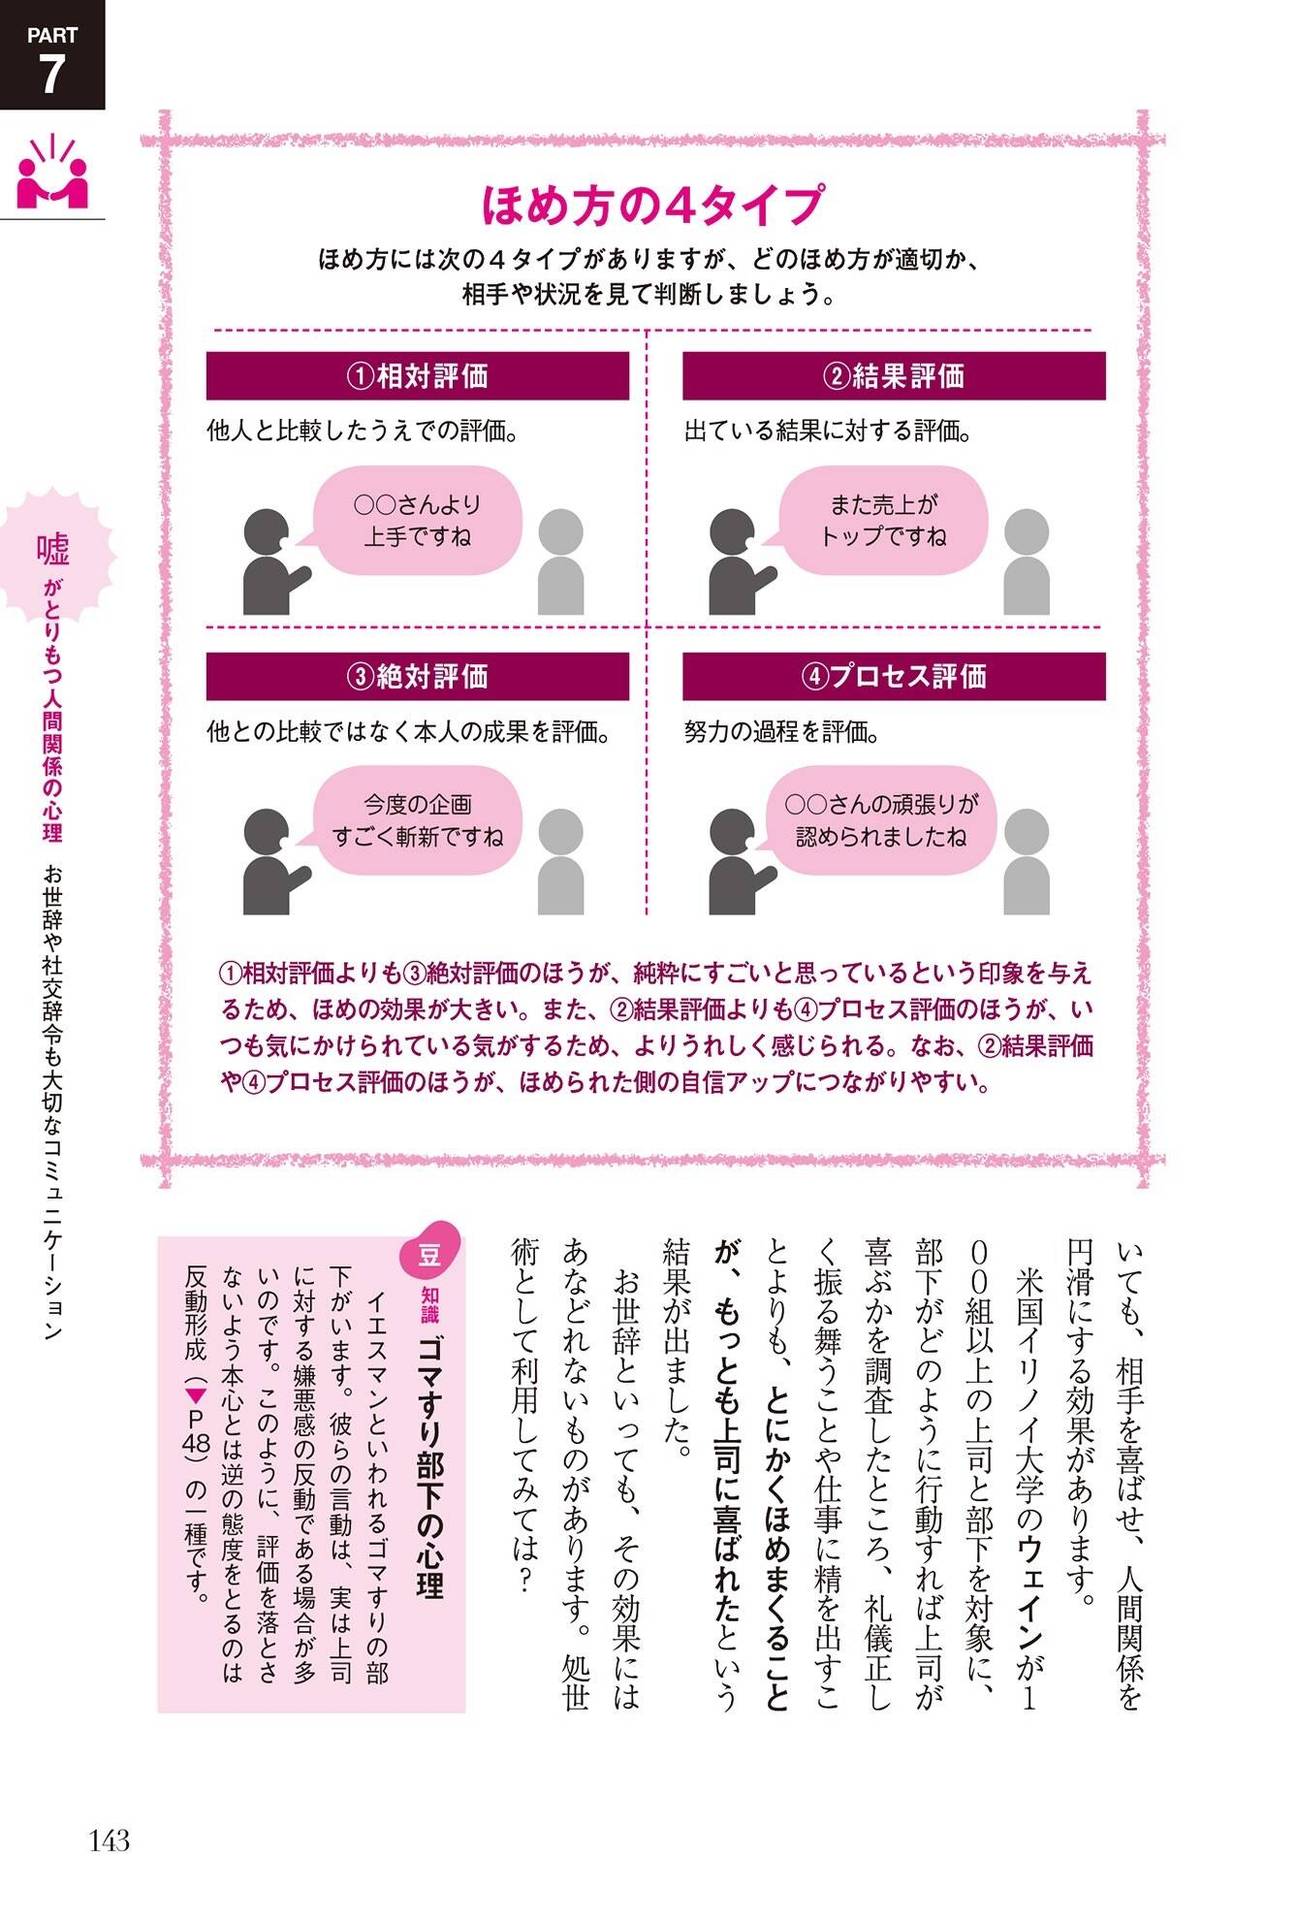 PART
7
ほめ方の4タイプ
ほめ方には次の4タイプがありますが、どのほめ方が適切か、
相手や状況を見て判断しましょう。
①相対評価
他人と比較したうえでの評価。
○○さんより
上手ですね
②結果評価
出ている結果に対する評価。
また売上が
トップですね
③絶対評価
他との比較ではなく本人の成果を評価。
今度の企画
すごく斬新ですね
④プロセス評価
努力の過程を評価。
○○さんの頑張りが
認められましたね
①相対評価よりも③絶対評価のほうが、純粋にすごいと思っているという印象を与え
るため、ほめの効果が大きい。また、②結果評価よりも④プロセス評価のほうが、い
つも気にかけられている気がするため、よりうれしく感じられる。なお、②結果評価
や④プロセス評価のほうが、ほめられた側の自信アップにつながりやすい。
いても、相手を喜ばせ、人間関係を
円滑にする効果があります。
米国イリノイ大学のウェインが1
00組以上の上司と部下を対象に、
部下がどのように行動すれば上司が
喜ぶかを調査したところ、礼儀正し
く振る舞うことや仕事に精を出すこ
とよりも、とにかくほめまくること
が、もっとも上司に喜ばれたという
結果が出ました。
お世辞といっても、その効果には
あなどれないものがあります。処世
術として利用してみては?
豆知識 ゴマすり部下の心理
イエスマンといわれるゴマすりの部
下がいます。彼らの言動は、実は上司
に対する嫌悪感の反動である場合が多
いのです。このように、評価を落とさ
ないよう本心とは逆の態度をとるのは
反動形成(▼P48)の一種です。
嘘がとりもつ人間関係の心理 お世辞や社交辞令も大切なコミュニケーション
143